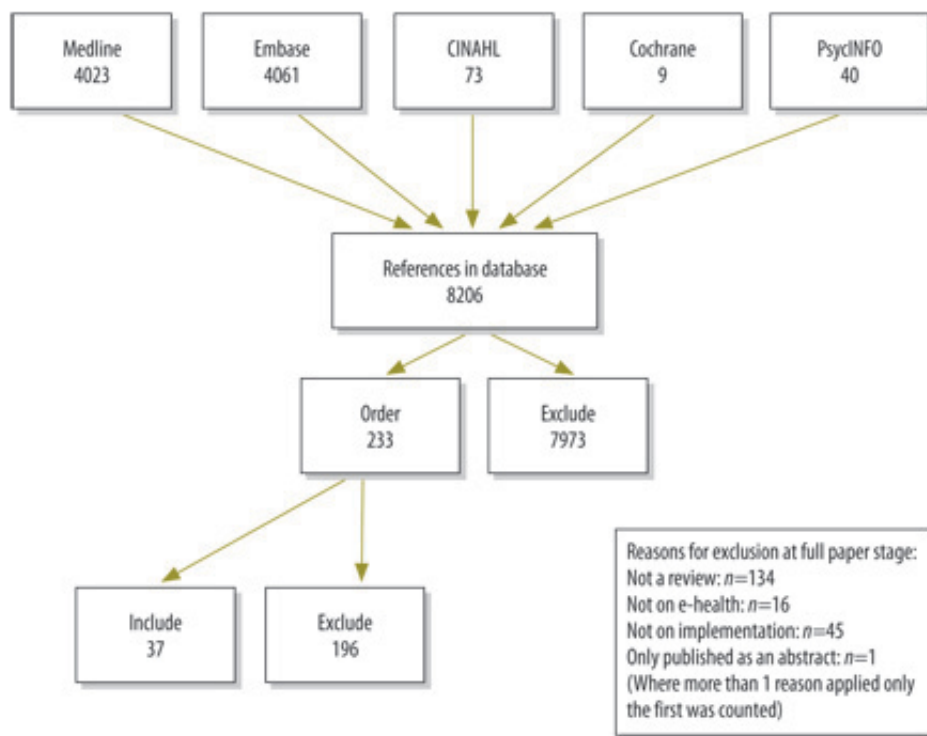 Medline
4023
Embase
4061
CINAHL
73
Cochrane
9
PsycINFO
40
References in database
8206
Order
233
Exclude
7973
Include
37
Exclude
196
Reasons for exclusion at full paper stage:
Not a review: n=134
Not on e-health: n=16
Not on implementation: n=45
Only published as an abstract: n=1
(Where more than 1 reason applied only
the first was counted)